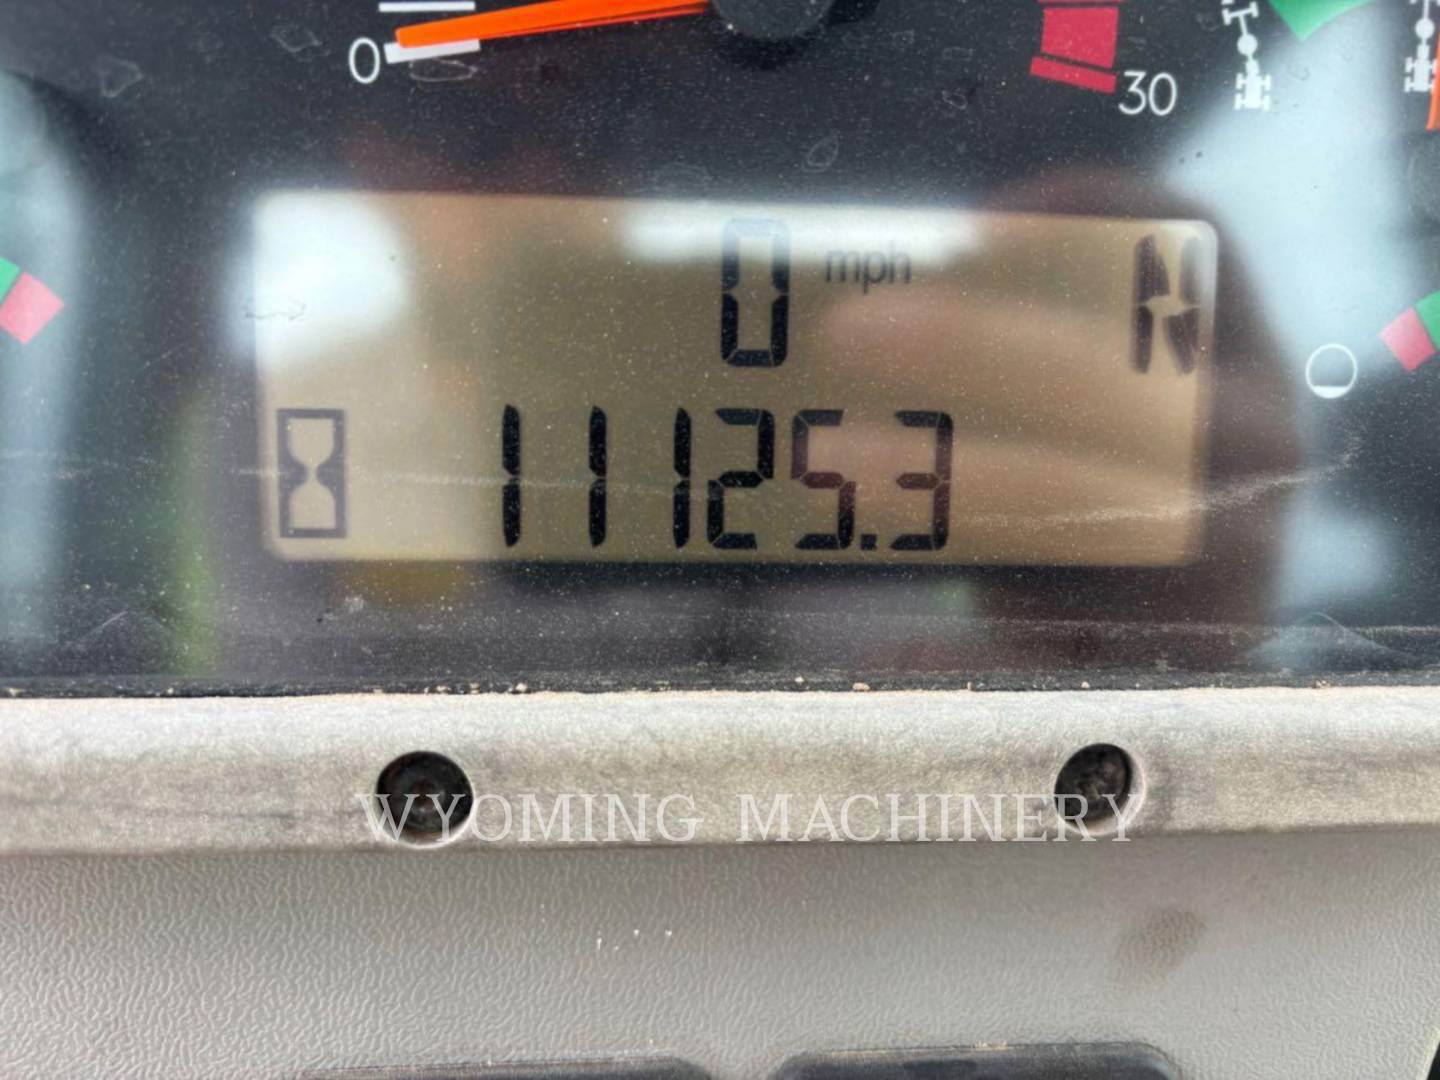 0 30
0 mph N
11125.3
WYOMING MACHINERY